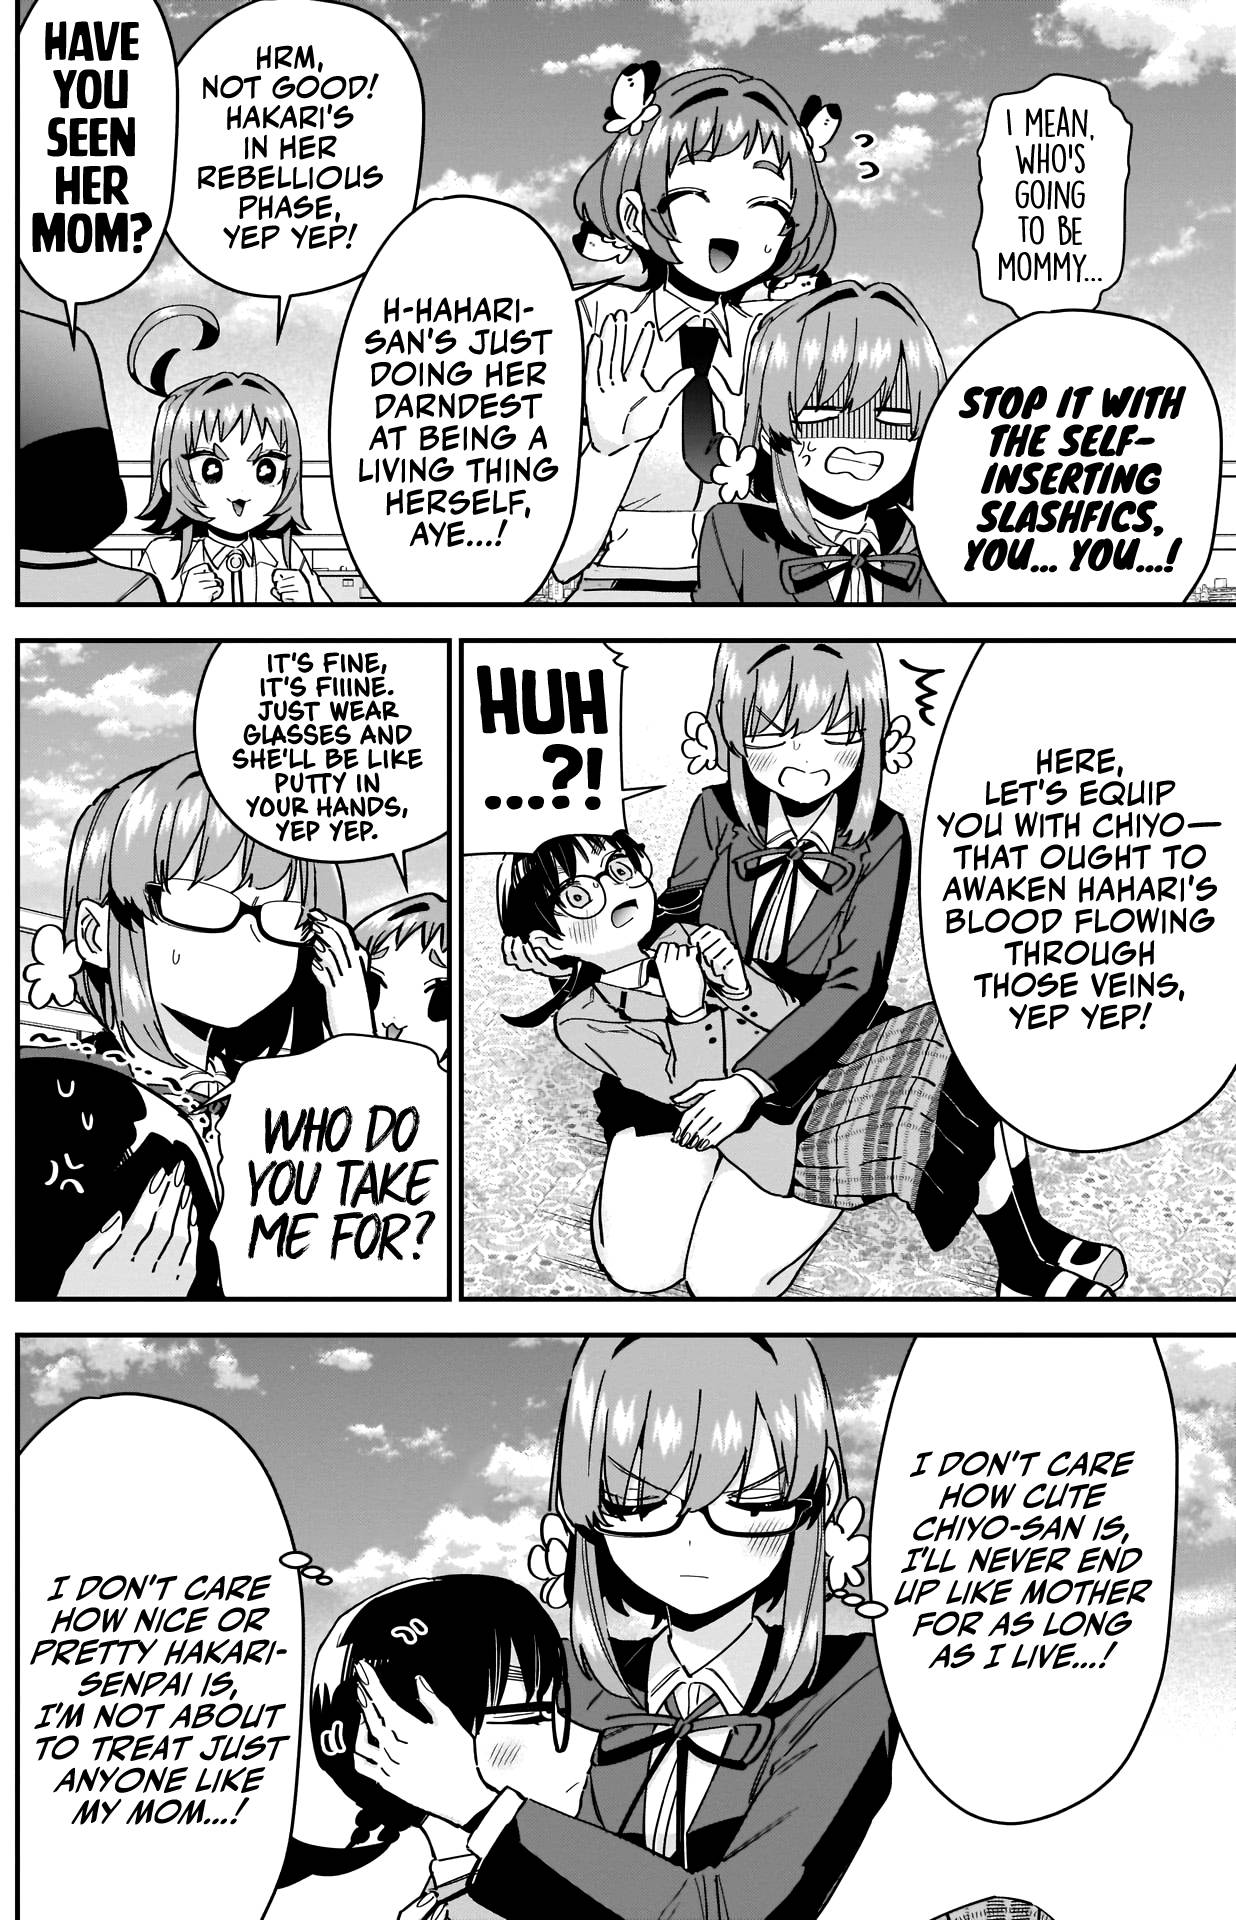 I MEAN,
WHO'S
GOING
TO BE
MOMMY...
STOP IT WITH
THE SELF-
INSERTING
SLASHFICS,
YOU... YOU...!
H-HAHARI-
SAN'S JUST
DOING HER
DARNDEST
AT BEING A
LIVING THING
HERSELF,
AYE...!
HRM,
NOT GOOD!
HAKARI'S
IN HER
REBELLIOUS
PHASE,
YEP YEP!
HAVE
YOU
SEEN
HER
MOM?
HERE,
LET'S EQUIP
YOU WITH CHIYO—
THAT OUGHT TO
AWAKEN HAHARI'S
BLOOD FLOWING
THROUGH
THOSE VEINS,
YEP YEP!
HUH
...?!
IT'S FINE,
IT'S FIIINE.
JUST WEAR
GLASSES AND
SHE'LL BE LIKE
PUTTY IN
YOUR HANDS,
YEP YEP.
WHO DO
YOU TAKE
ME FOR?
I DON'T CARE
HOW CUTE
CHIYO-SAN IS,
I'LL NEVER END
UP LIKE MOTHER
FOR AS LONG
AS I LIVE...!
I DON'T CARE
HOW NICE OR
PRETTY HAKARI-
SENPAI IS,
I'M NOT ABOUT
TO TREAT JUST
ANYONE LIKE
MY MOM...!